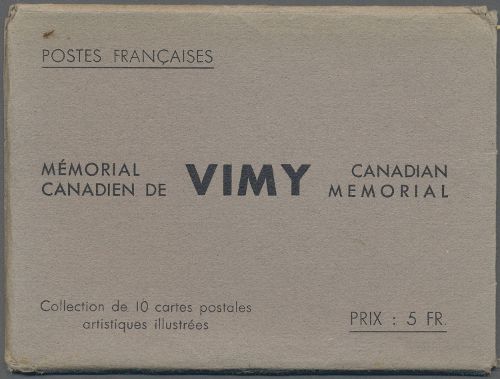 POSTES FRANÇAISES
MÉMORIAL
CANADIEN DE
VIMY
CANADIAN
MEMORIAL
Collection de 10 cartes postales
artistiques illustrées
PRIX : 5 FR.